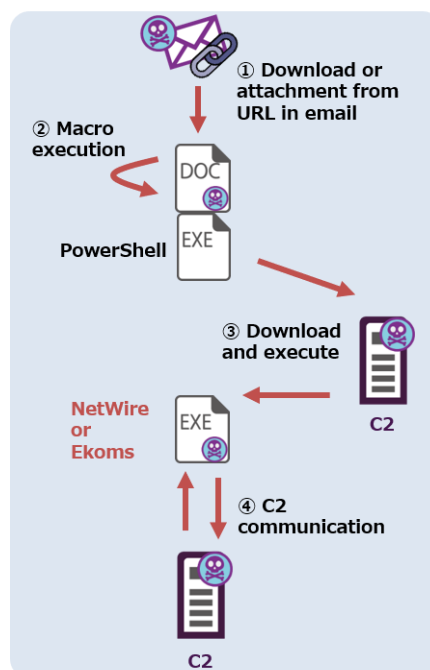 ① Download or
attachment from
URL in email
② Macro
execution
DOC
PowerShell
EXE
③ Download
and execute
C2
NetWire
or
Ekoms
EXE
④ C2
communication
C2